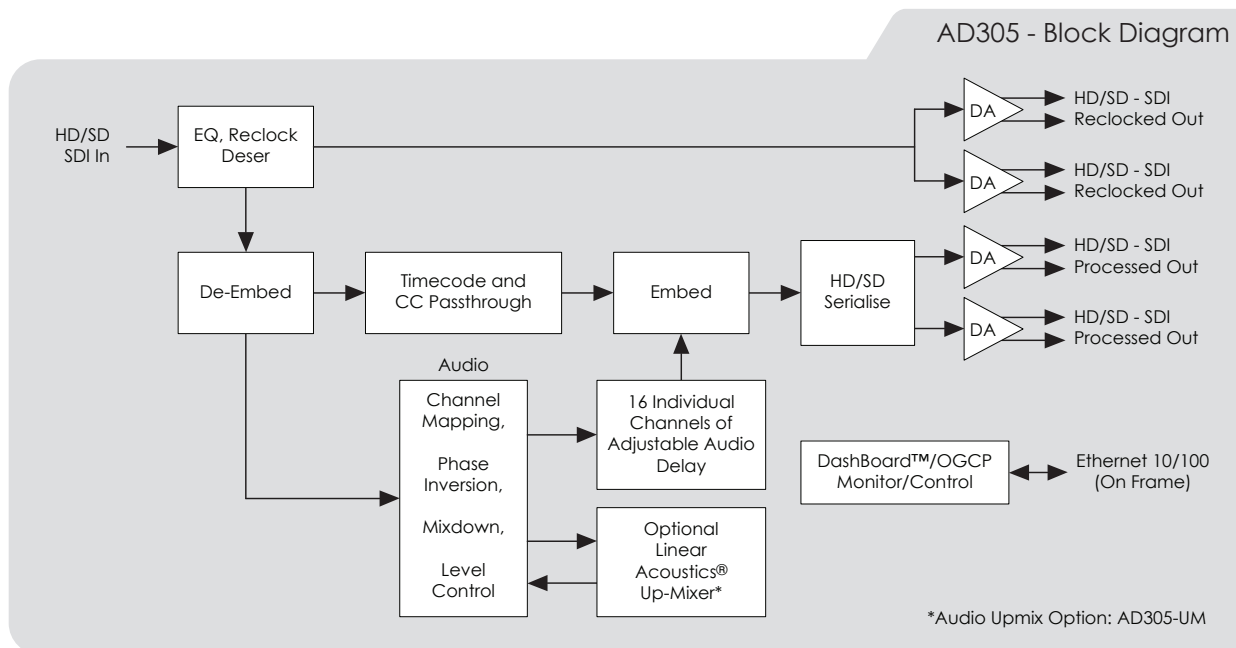 AD305 - Block Diagram
HD/SD
SDI In
EQ, Reclock
Deser
DA
HD/SD - SDI
Reclocked Out
DA
HD/SD - SDI
Reclocked Out
De-Embed
Timecode and
CC Passthrough
Embed
HD/SD
Serialise
DA
HD/SD - SDI
Processed Out
DA
HD/SD - SDI
Processed Out
Audio
Channel
Mapping,
Phase
Inversion,
Mixdown,
Level
Control
16 Individual
Channels of
Adjustable Audio
Delay
Optional
Linear
Acoustics®
Up-Mixer*
DashBoard™/OGCP
Monitor/Control
Ethernet 10/100
(On Frame)
*Audio Upmix Option: AD305-UM